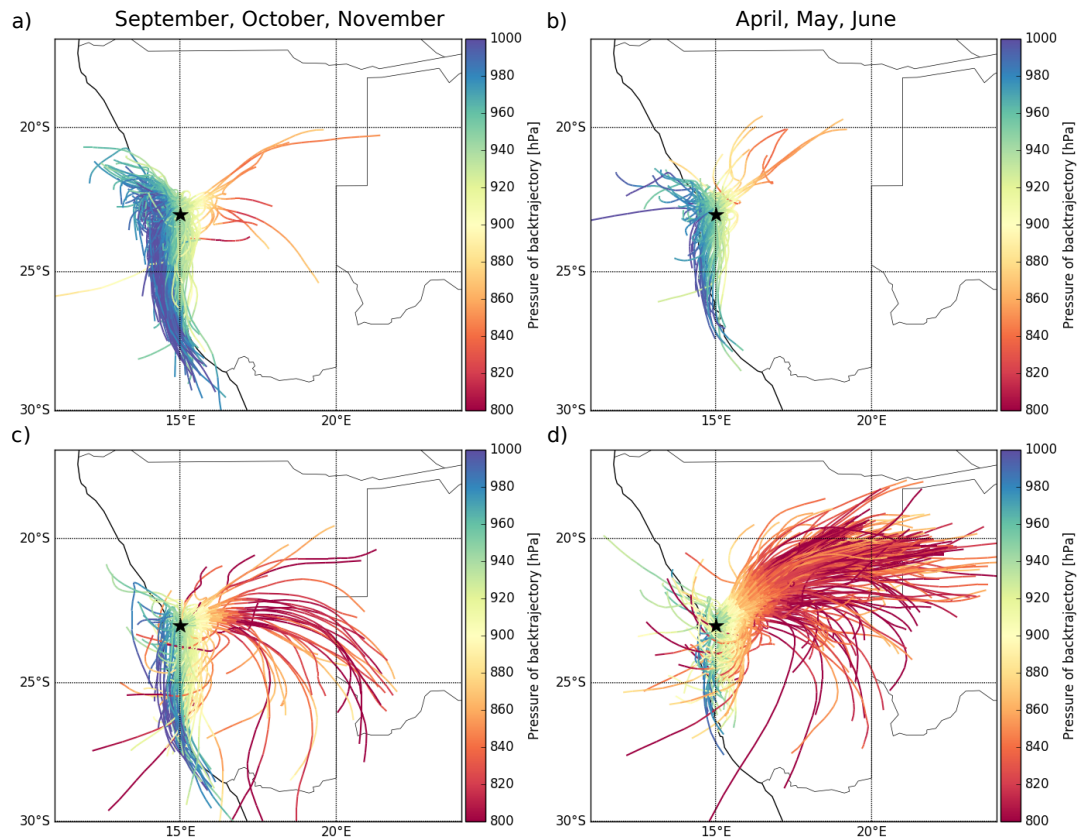 a) September, October, November
b) April, May, June
20°S
25°S
30°S
15°E
20°E
1000
980
960
940
920
900
880
860
840
820
800
Pressure of backtrajectory [hPa]
20°S
25°S
30°S
15°E
20°E
1000
980
960
940
920
900
880
860
840
820
800
Pressure of backtrajectory [hPa]
c)
20°S
25°S
30°S
15°E
20°E
1000
980
960
940
920
900
880
860
840
820
800
Pressure of backtrajectory [hPa]
d)
20°S
25°S
30°S
15°E
20°E
1000
980
960
940
920
900
880
860
840
820
800
Pressure of backtrajectory [hPa]